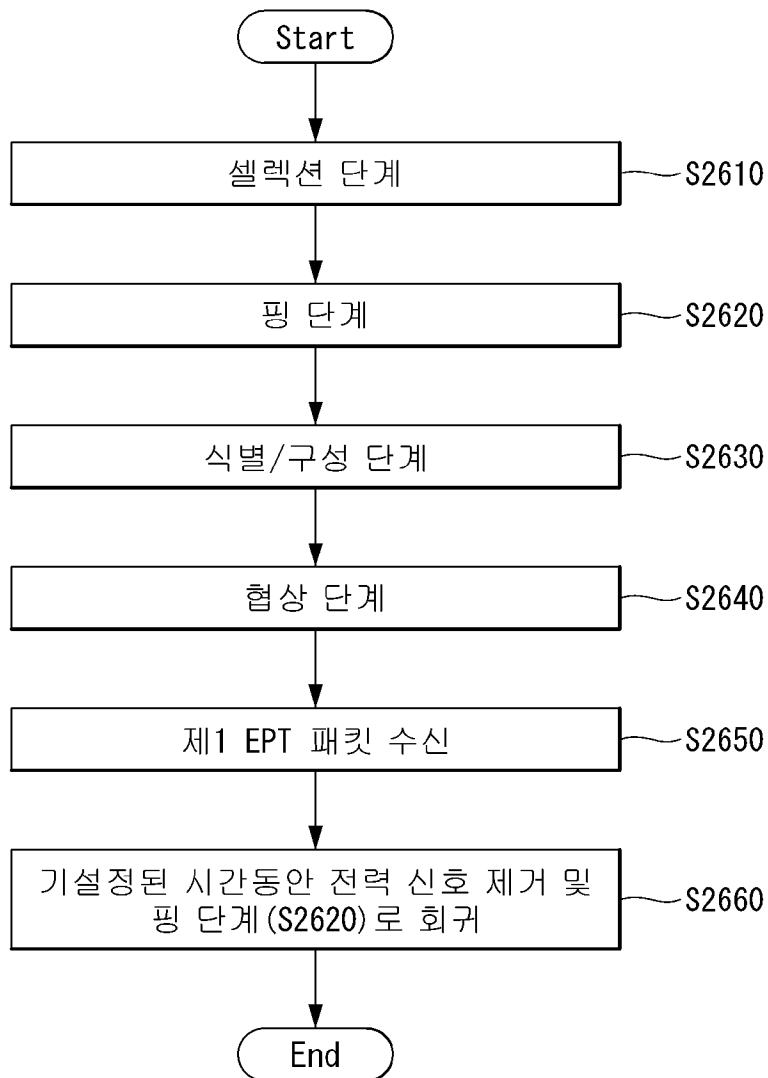 Start
셀렉션 단계
S2610
핑 단계
S2620
식별/구성 단계
S2630
협상 단계
S2640
제1 EPT 패킷 수신
S2650
기설정된 시간동안 전력 신호 제거 및
핑 단계(S2620)로 회귀
S2660
End